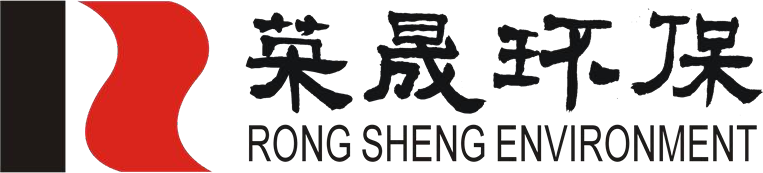 荣晟环保
RONG SHENG ENVIRONMENT